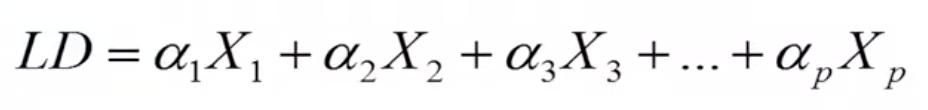 LD = α₁X₁ + α₂X₂ + α₃X₃ + ... + αₚXₚ